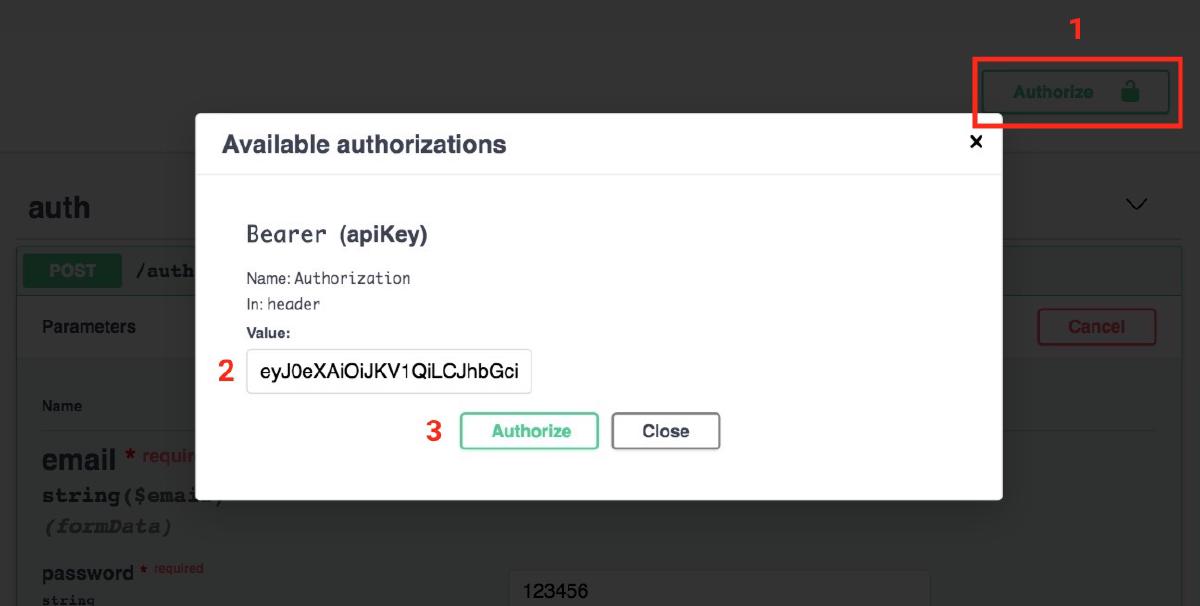 1
Authorize
Available authorizations
×
auth
Bearer (apiKey)
POST /auth
Name: Authorization
In: header
Parameters
Cancel
Value:
2 eyJ0eXAiOiJKV1QiLCJhbGci
Name
3 Authorize Close
email * requir
string($email)
(formData)
password * required
string
123456